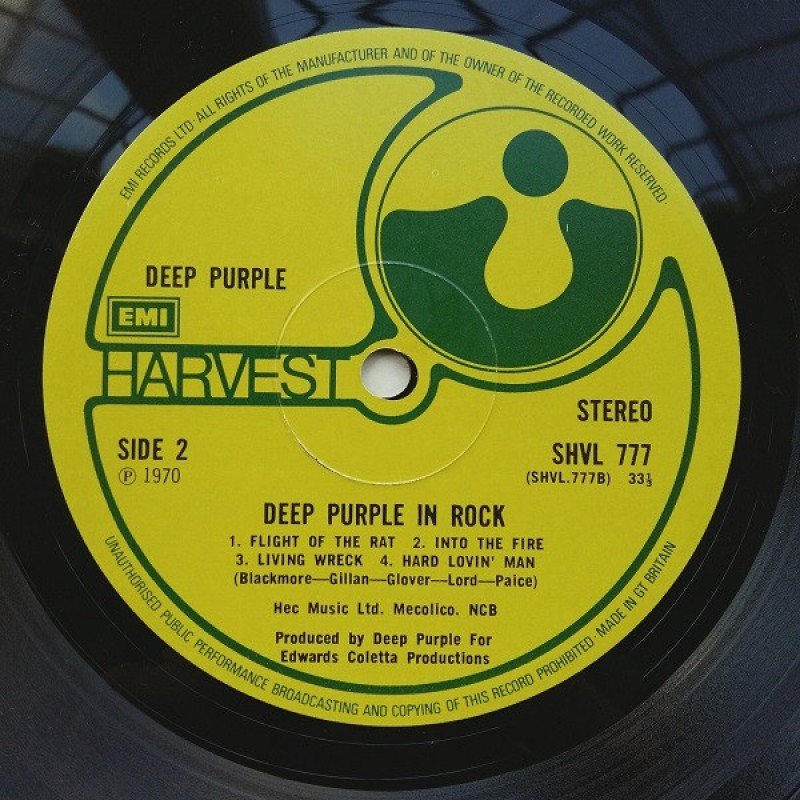 EMI RECORDS LTD·ALL RIGHTS OF THE MANUFACTURER AND OF THE OWNER OF THE RECORDED WORK RESERVED·
DEEP PURPLE
EMI
HARVEST
STEREO
SIDE 2
SHVL 777
Ⓟ 1970
(SHVL.777B) 33⅓
DEEP PURPLE IN ROCK
1. FLIGHT OF THE RAT 2. INTO THE FIRE
3. LIVING WRECK 4. HARD LOVIN' MAN
(Blackmore—Gillan—Glover—Lord—Paice)
Hec Music Ltd. Mecolico. NCB
Produced by Deep Purple For
Edwards Coletta Productions
UNAUTHORISED PUBLIC PERFORMANCE BROADCASTING AND COPYING OF THIS RECORD PROHIBITED·MADE IN GT BRITAIN